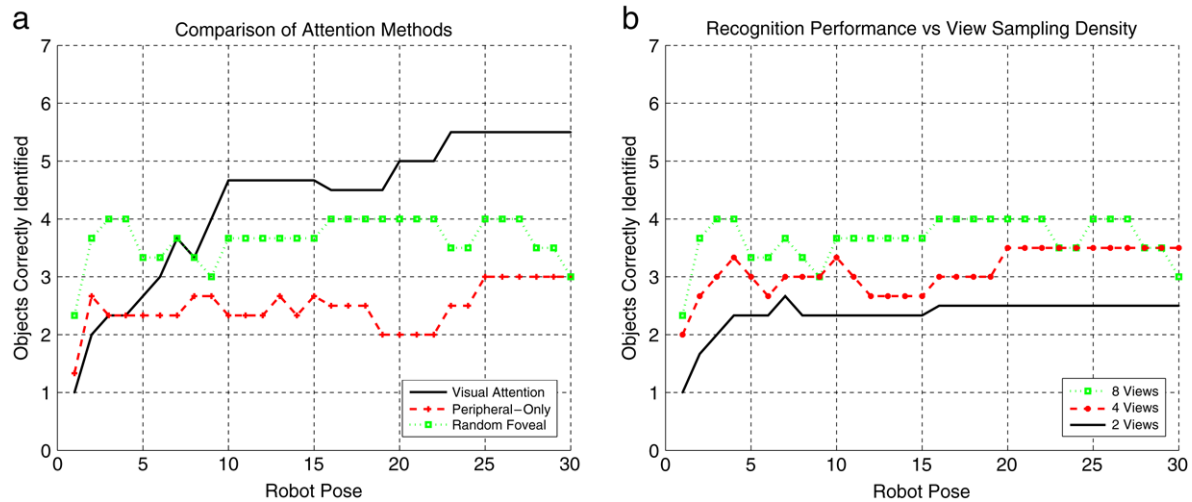 a
Comparison of Attention Methods
7
6
5
4
3
2
1
0
Objects Correctly Identified
0 5 10 15 20 25 30
Robot Pose
Visual Attention
Peripheral-Only
Random Foveal
b
Recognition Performance vs View Sampling Density
7
6
5
4
3
2
1
0
Objects Correctly Identified
0 5 10 15 20 25 30
Robot Pose
8 Views
4 Views
2 Views